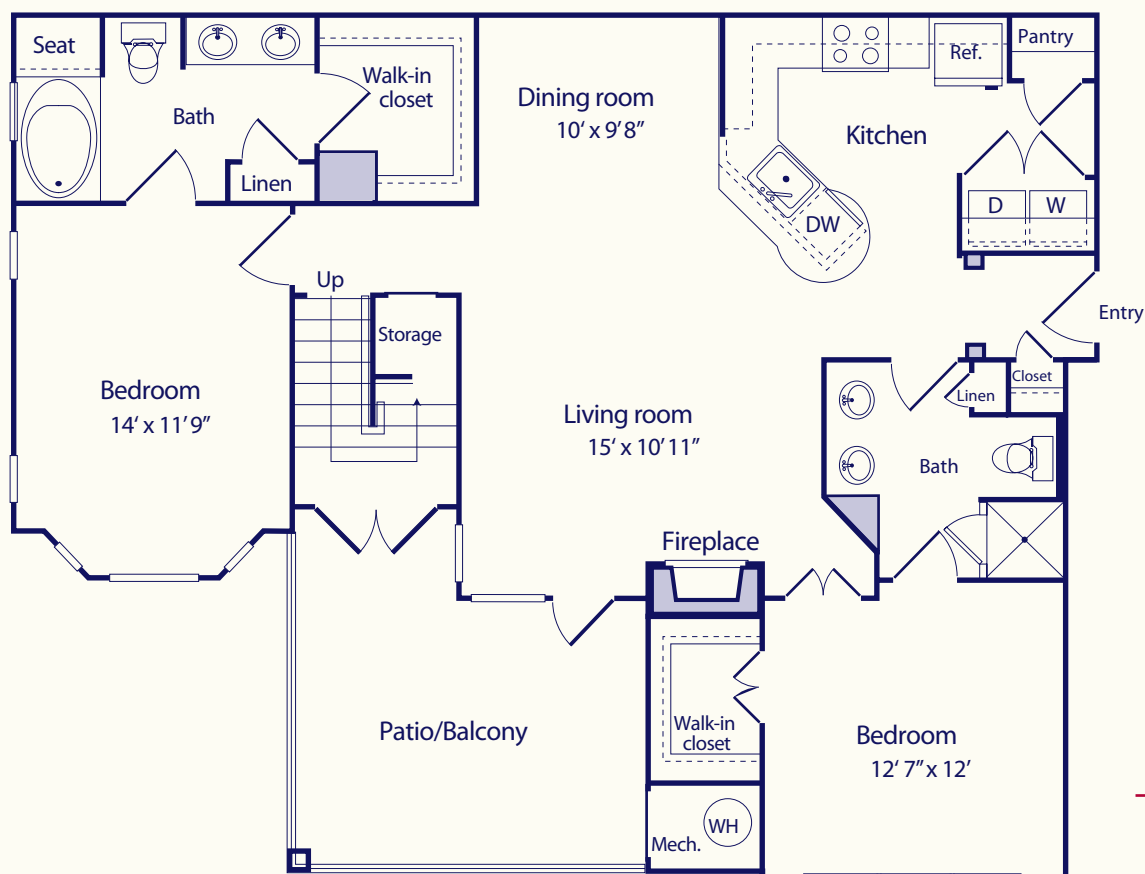 Seat
Bath
Walk-in
closet
Linen
Dining room
10' x 9'8"
Kitchen
Ref.
Pantry
DW
D
W
Entry
Up
Storage
Bedroom
14' x 11'9"
Living room
15' x 10'11"
Closet
Linen
Bath
Fireplace
Patio/Balcony
Walk-in
closet
Mech.
WH
Bedroom
12' 7" x 12'